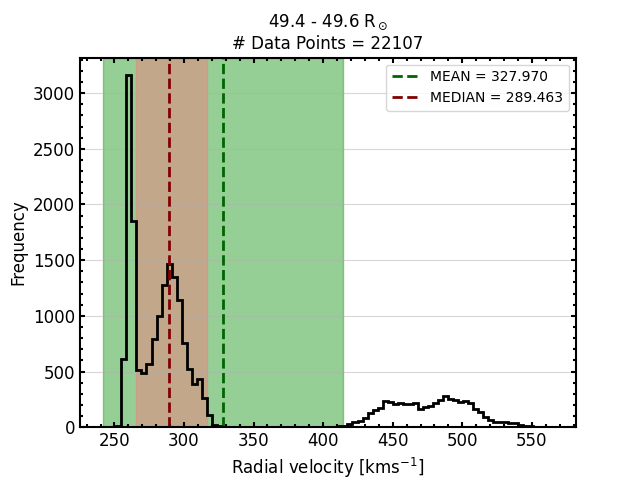 49.4 - 49.6 R⊙
# Data Points = 22107
MEAN = 327.970
MEDIAN = 289.463
Frequency
3000
2500
2000
1500
1000
500
0
250 300 350 400 450 500 550
Radial velocity [kms⁻¹]